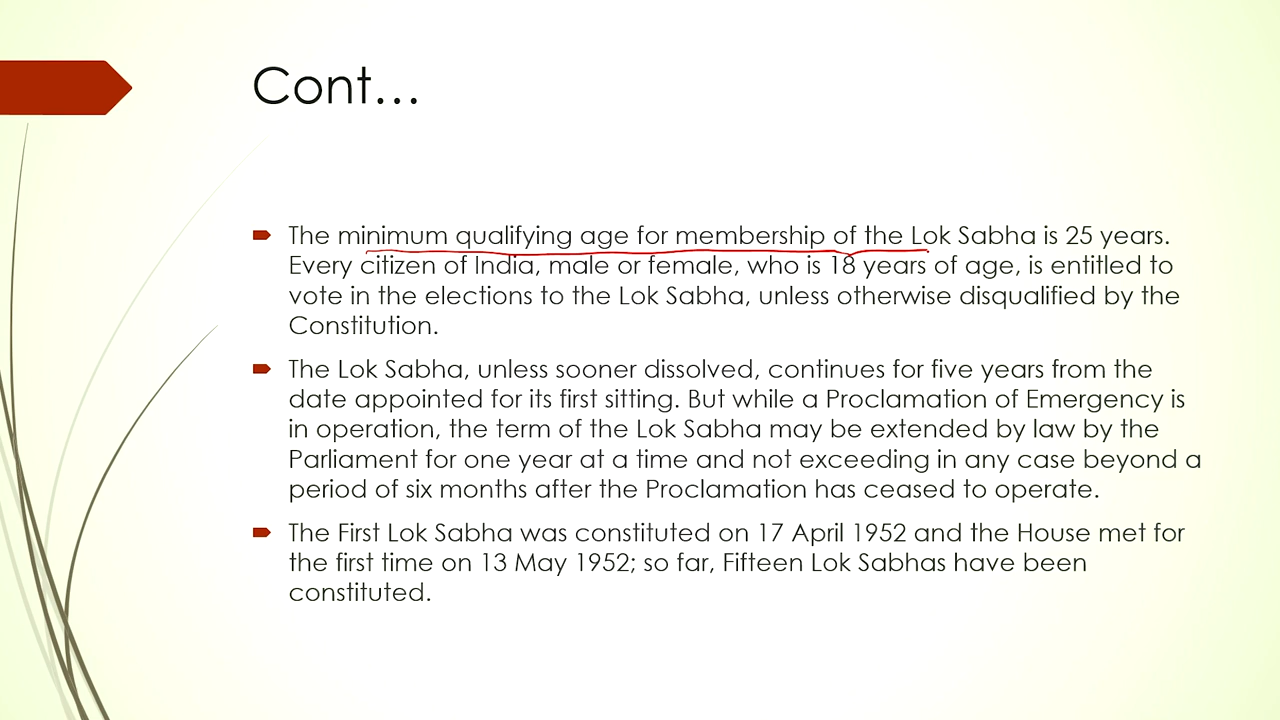 Cont...
The minimum qualifying age for membership of the Lok Sabha is 25 years.
Every citizen of India, male or female, who is 18 years of age, is entitled to
vote in the elections to the Lok Sabha, unless otherwise disqualified by the
Constitution.
The Lok Sabha, unless sooner dissolved, continues for five years from the
date appointed for its first sitting. But while a Proclamation of Emergency is
in operation, the term of the Lok Sabha may be extended by law by the
Parliament for one year at a time and not exceeding in any case beyond a
period of six months after the Proclamation has ceased to operate.
The First Lok Sabha was constituted on 17 April 1952 and the House met for
the first time on 13 May 1952; so far, Fifteen Lok Sabhas have been
constituted.